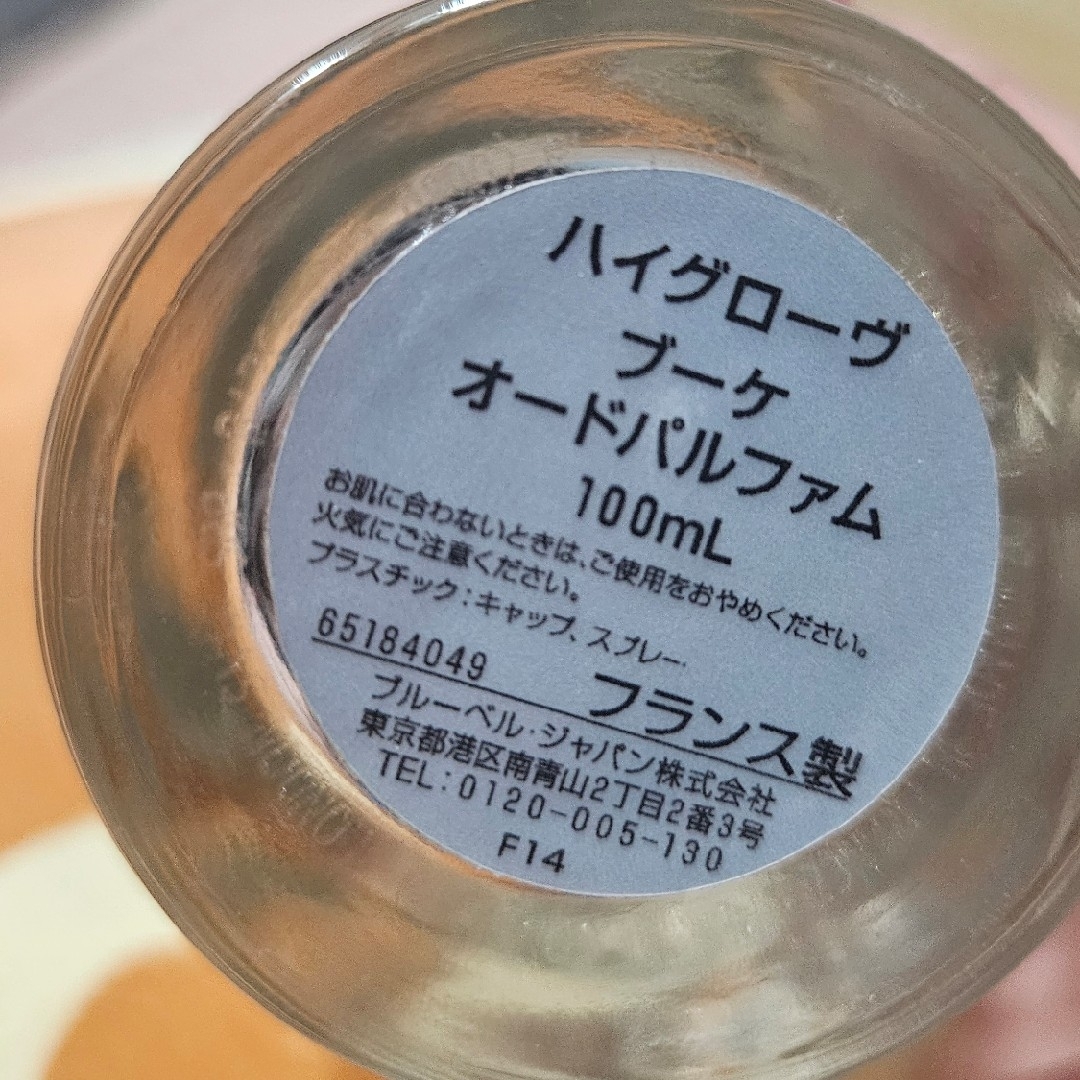 ハイグローヴ
ブーケ
オードパルファム
100mL
お肌に合わないときは、ご使用をおやめください。
火気にご注意ください。
プラスチック:キャップ、スプレー
65184049 フランス製
ブルーベル・ジャパン株式会社
東京都港区南青山2丁目2番3号
TEL:0120-005-130
F14